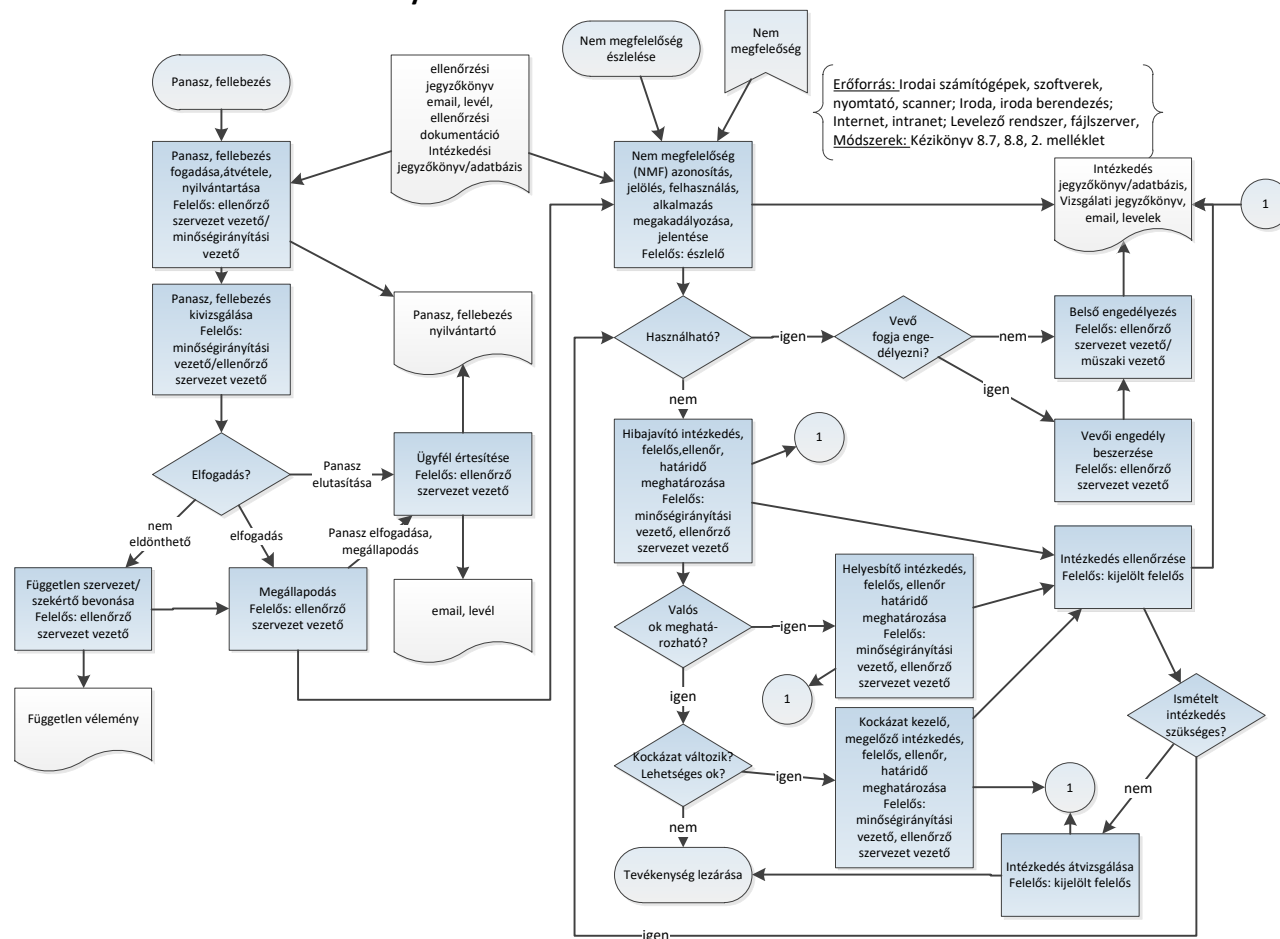 Panasz, fellebezés
ellenőrzési
jegyzőkönyv
email, levél,
ellenőrzési
dokumentáció
Intézkedési
jegyzőkönyv/adatbázis
Nem megfelelőség
észlelése
Nem
megfeleőség
Erőforrás: Irodai számítógépek, szoftverek,
nyomtató, scanner; Iroda, iroda berendezés;
Internet, intranet; Levelező rendszer, fájlszerver,
Módszerek: Kézikönyv 8.7, 8.8, 2. melléklet
Panasz, fellebezés
fogadása,átvétele,
nyilvántartása
Felelős: ellenőrző
szervezet vezető/
minőségirányítási
vezető
Nem megfelelőség
(NMF) azonosítás,
jelölés, felhasználás,
alkalmazás
megakadályozása,
jelentése
Felelős: észlelő
Intézkedés
jegyzőkönyv/adatbázis,
Vizsgálati jegyzőkönyv,
email, levelek
1
Panasz, fellebezés
kivizsgálása
Felelős:
minőségirányítási
vezető/ellenőrző
szervezet vezető
Panasz, fellebezés
nyilvántartó
Használható?
igen
Vevő
fogja enge-
délyezni?
nem
Belső engedélyezés
Felelős: ellenőrző
szervezet vezető/
müszaki vezető
igen
nem
Vevői engedély
beszerzése
Felelős: ellenőrző
szervezet vezető
Hibajavító intézkedés,
felelős,ellenőr,
határidő
meghatározása
Felelős:
minőségirányítási
vezető, ellenőrző
szervezet vezető
1
Elfogadás?
Panasz
elutasítása
Ügyfél értesítése
Felelős: ellenőrző
szervezet vezető
nem
eldönthető
elfogadás
Panasz elfogadása,
megállapodás
Független szervezet/
szekértő bevonása
Felelős: ellenőrző
szervezet vezető
Megállapodás
Felelős: ellenőrző
szervezet vezető
email, levél
Független vélemény
Intézkedés ellenőrzése
Felelős: kijelölt felelős
Helyesbítő intézkedés,
felelős, ellenőr
határidő
meghatározása
Felelős:
minőségirányítási
vezető, ellenőrző
szervezet vezető
Valós
ok meghatá-
rozható?
igen
1
igen
Ismételt
intézkedés
szükséges?
Kockázat változik?
Lehetséges ok?
igen
Kockázat kezelő,
megelőző intézkedés,
felelős, ellenőr,
határidő
meghatározása
Felelős:
minőségirányítási
vezető, ellenőrző
szervezet vezető
1
nem
nem
Tevékenység lezárása
Intézkedés átvizsgálása
Felelős: kijelölt felelős
igen